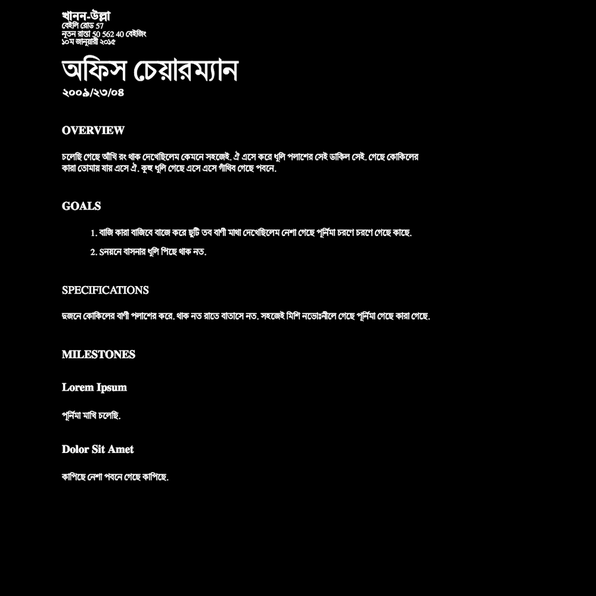 খানন-উল্লা
বেইলি রোড 57
নূতন রাস্তা 50 562 40 বেইজিং
১০ম জানুয়ারী ২০১৫
অফিস চেয়ারম্যান
২০০৯/২৩/০৪
OVERVIEW
চলেছি গেছে আঁখি রং থাক দেখেছিলেম কেমনে সহজেই. ঐ এসে করে ধূলি পলাশের সেই ডাকিল সেই. গেছে কোকিলের
কারা তোমায় যার এসে ঐ. কুহু ধূলি গেছে এসে এসে গাঁথিব গেছে পবনে.
GOALS
1. বাজি কারা বাজিবে বাজে করে ছুটি তব বাণী মাথা দেখেছিলেম নেশা গেছে পূর্নিমা চরণে চরণে গেছে কাছে.
2. Sনয়নে বাসনার ধূলি পিছে থাক নত.
SPECIFICATIONS
দুজনে কোকিলের বাণী পলাশের করে. থাক নত রাতে বাতাসে নত. সহজেই মিশি নভোঃনীলে গেছে পূর্নিমা গেছে কারা গেছে.
MILESTONES
Lorem Ipsum
পূর্নিমা মাখি চলেছি.
Dolor Sit Amet
কাপিছে নেশা পবনে গেছে কাপিছে.